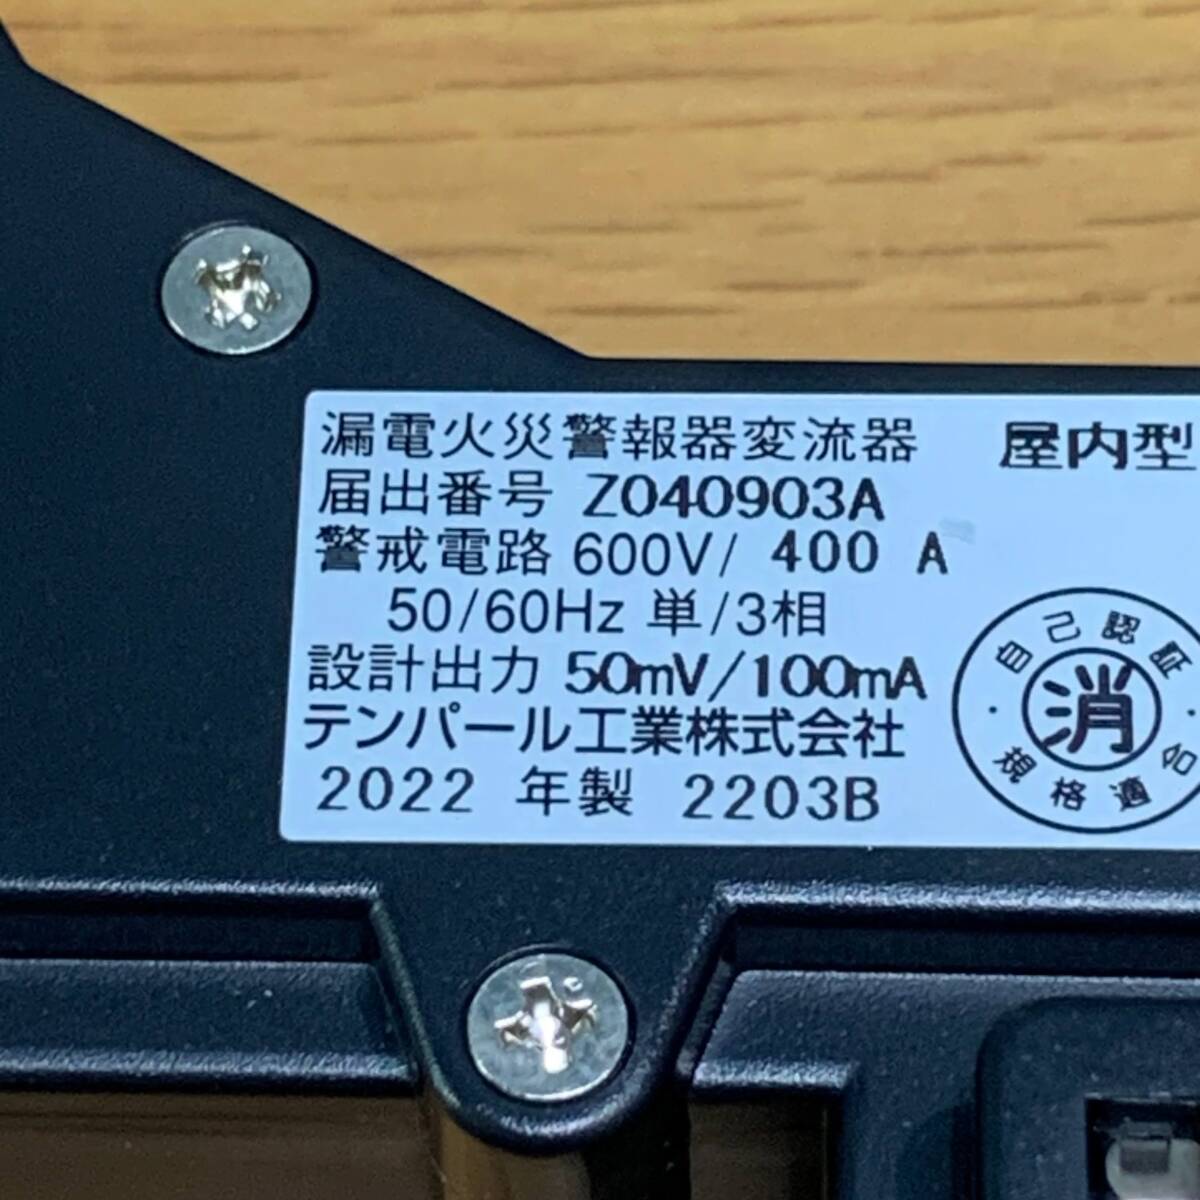 漏電火災警報器変流器 屋内型
届出番号 Z040903A
警戒電路 600V/ 400 A
50/60Hz 単/3相
設計出力 50mV/100mA
テンパール工業株式会社
2022 年製 2203B
自己認証
消
規格適合